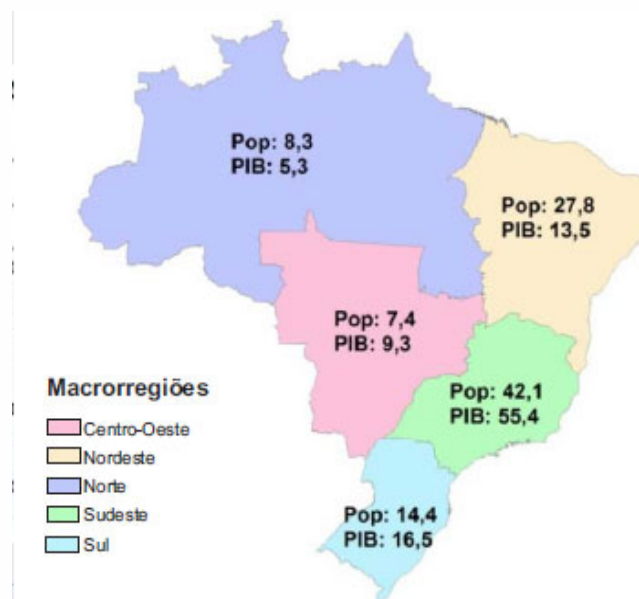 Pop: 8,3
PIB: 5,3
Pop: 27,8
PIB: 13,5
Pop: 7,4
PIB: 9,3
Pop: 42,1
PIB: 55,4
Pop: 14,4
PIB: 16,5
Macrorregiões
Centro-Oeste
Nordeste
Norte
Sudeste
Sul